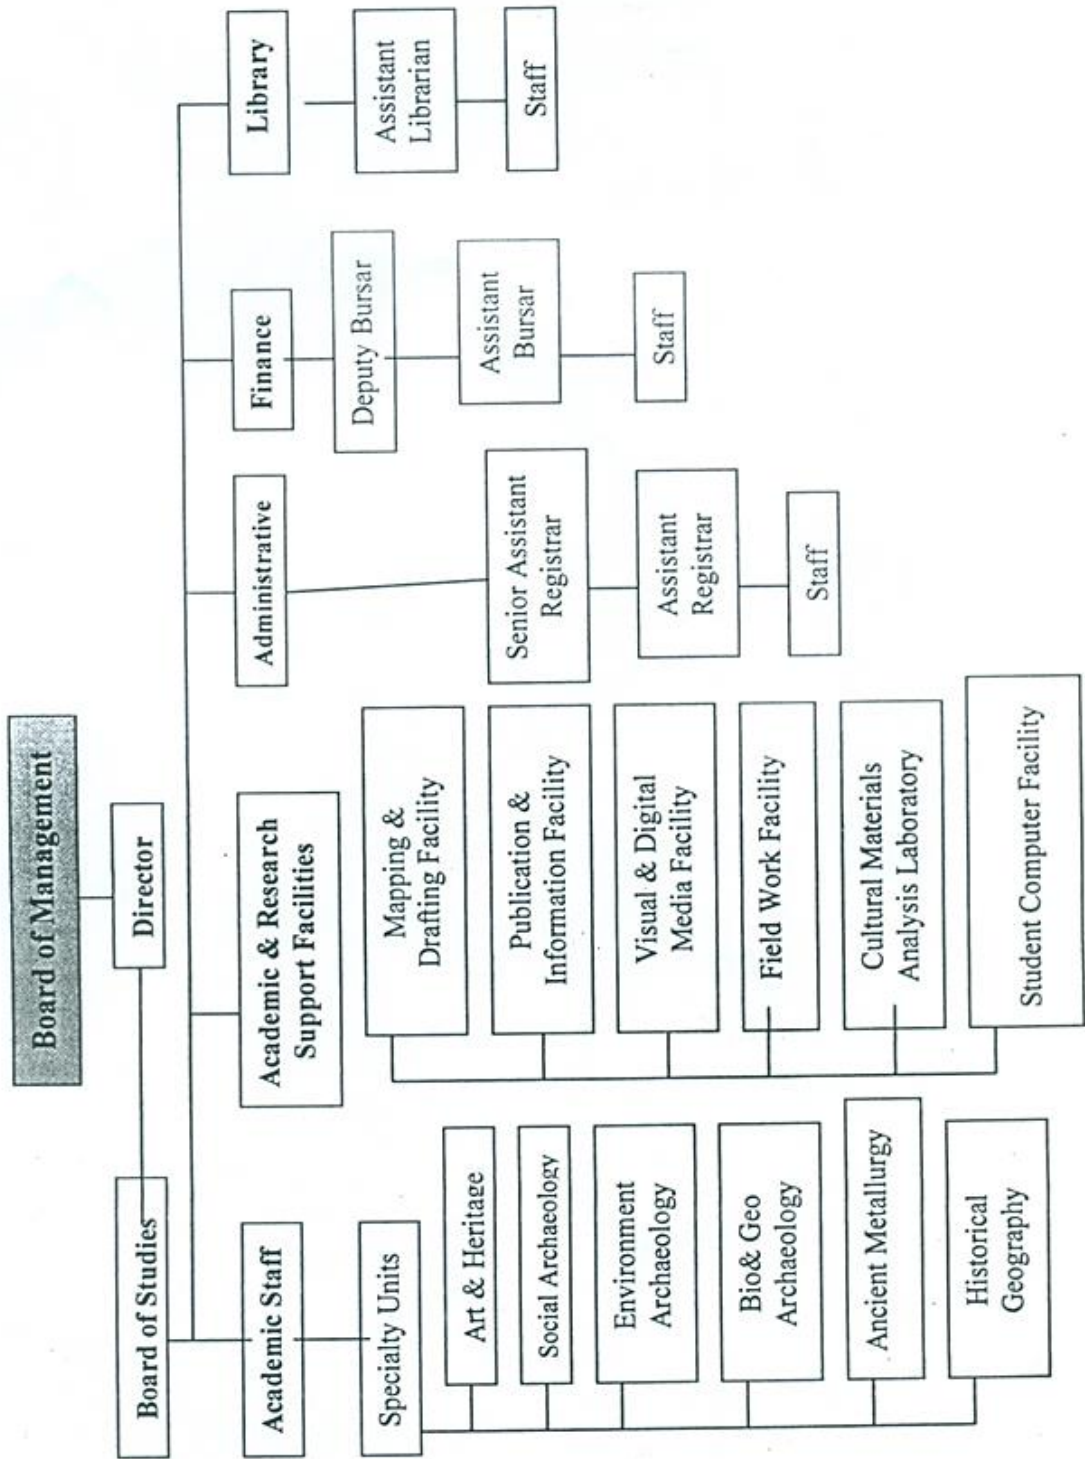 Board of Management
Director
Board of Studies
Academic Staff
Academic & Research
Support Facilities
Administrative
Finance
Library
Specialty Units
Art & Heritage
Social Archaeology
Environment
Archaeology
Bio& Geo
Archaeology
Ancient Metallurgy
Historical
Geography
Mapping &
Drafting Facility
Publication &
Information Facility
Visual & Digital
Media Facility
Field Work Facility
Cultural Materials
Analysis Laboratory
Student Computer Facility
Senior Assistant
Registrar
Assistant
Registrar
Staff
Deputy Bursar
Assistant
Bursar
Staff
Assistant
Librarian
Staff